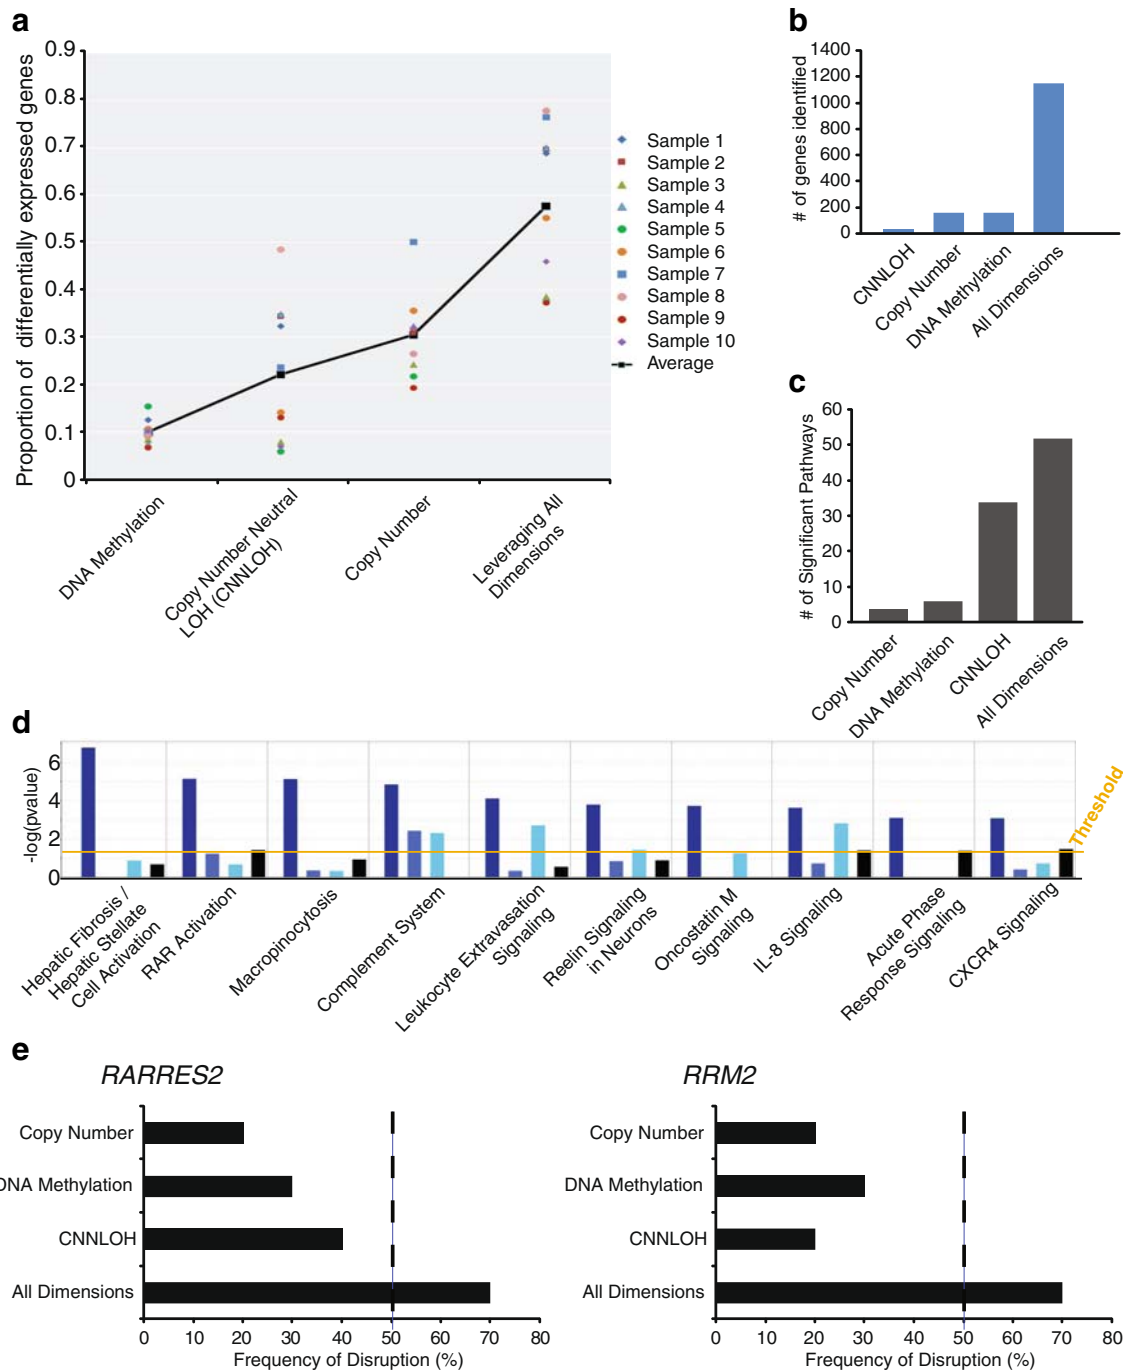 a
Proportion of differentially expressed genes
0.9
0.8
0.7
0.6
0.5
0.4
0.3
0.2
0.1
0
DNA Methylation
Copy Number Neutral
LOH (CNNLOH)
Copy Number
Leveraging All
Dimensions
Sample 1
Sample 2
Sample 3
Sample 4
Sample 5
Sample 6
Sample 7
Sample 8
Sample 9
Sample 10
Average
b
# of genes identified
1400
1200
1000
800
600
400
200
0
CNNLOH
Copy Number
DNA Methylation
All Dimensions
c
# of Significant Pathways
60
50
40
30
20
10
0
Copy Number
DNA Methylation
CNNLOH
All Dimensions
d
-log(pvalue)
6
4
2
0
Threshold
Hepatic Fibrosis /
Hepatic Stellate
Cell Activation
RAR Activation
Macropinocytosis
Complement System
Leukocyte Extravasation
Signaling
Reelin Signaling
in Neurons
Oncostatin M
Signaling
IL-8 Signaling
Acute Phase
Response Signaling
CXCR4 Signaling
e
RARRES2
Copy Number
DNA Methylation
CNNLOH
All Dimensions
0 10 20 30 40 50 60 70 80
Frequency of Disruption (%)
RRM2
Copy Number
DNA Methylation
CNNLOH
All Dimensions
0 10 20 30 40 50 60 70 80
Frequency of Disruption (%)